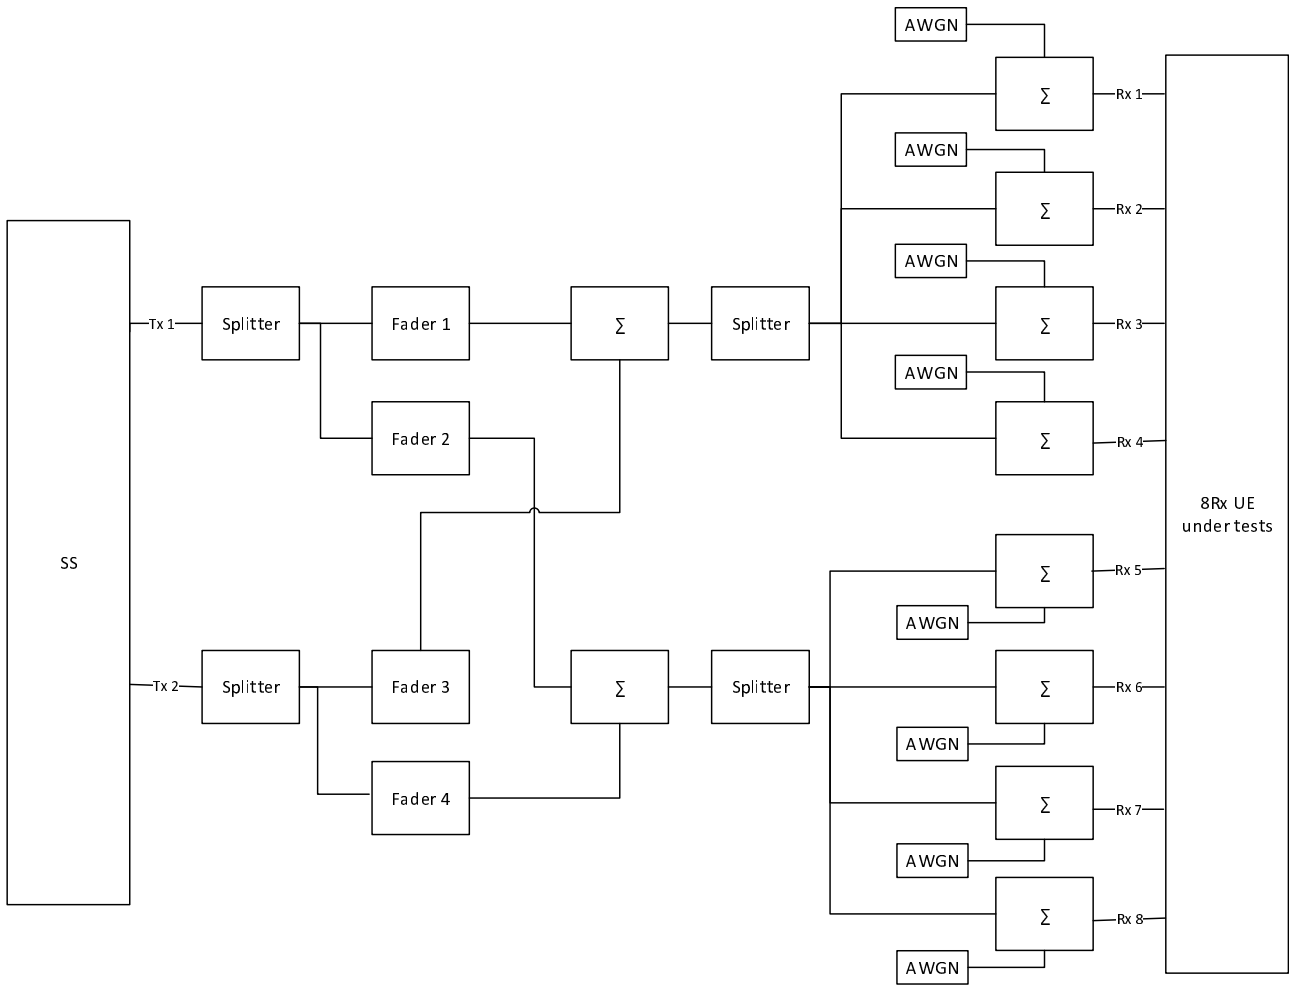 AWGN
∑
Rx 1
AWGN
∑
Rx 2
AWGN
Tx 1
Splitter
Fader 1
∑
Splitter
∑
Rx 3
AWGN
Fader 2
∑
Rx 4
8Rx UE
under tests
SS
∑
Rx 5
AWGN
Tx 2
Splitter
Fader 3
∑
Splitter
∑
Rx 6
AWGN
Fader 4
∑
Rx 7
AWGN
∑
Rx 8
AWGN